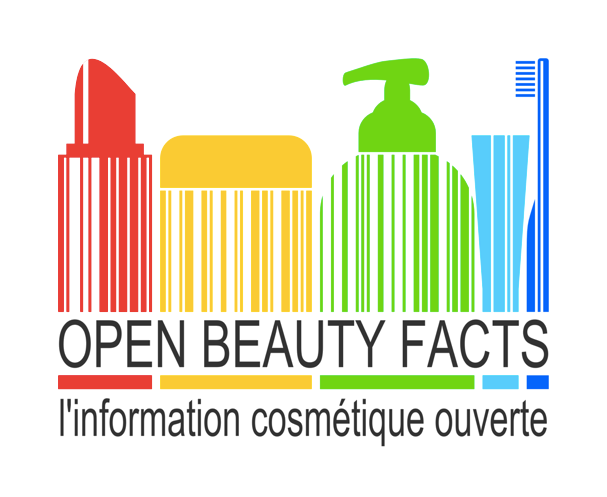 OPEN BEAUTY FACTS
l'information cosmétique ouverte